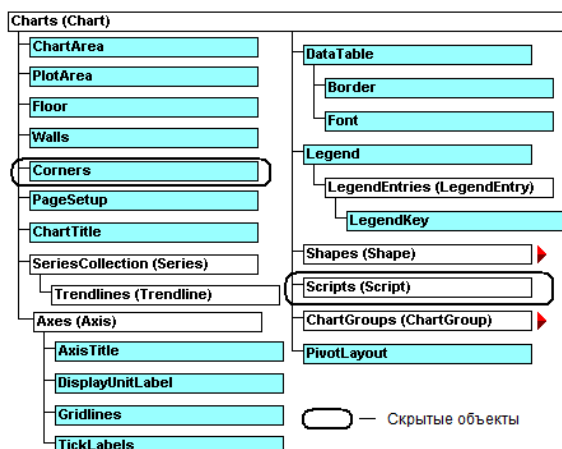 Charts (Chart)
ChartArea
PlotArea
Floor
Walls
Corners
PageSetup
ChartTitle
SeriesCollection (Series)
Trendlines (Trendline)
Axes (Axis)
AxisTitle
DisplayUnitLabel
Gridlines
TickLabels
DataTable
Border
Font
Legend
LegendEntries (LegendEntry)
LegendKey
Shapes (Shape)
Scripts (Script)
ChartGroups (ChartGroup)
PivotLayout
— Скрытые объекты